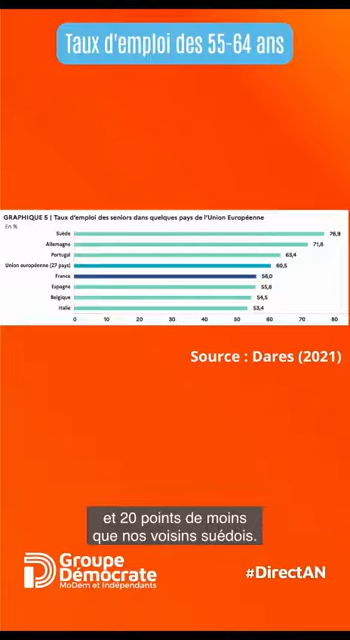 Taux d'emploi des 55-64 ans
GRAPHIQUE 5 | Taux d'emploi des seniors dans quelques pays de l'Union Européenne
En %
Suède 76,9
Allemagne 71,8
Portugal 63,4
Union européenne (27 pays) 60,5
France 56,0
Espagne 55,8
Belgique 54,5
Italie 53,4
0 10 20 30 40 50 60 70 80
Source : Dares (2021)
et 20 points de moins
que nos voisins suédois.
Groupe
Démocrate
MoDem et Indépendants
#DirectAN